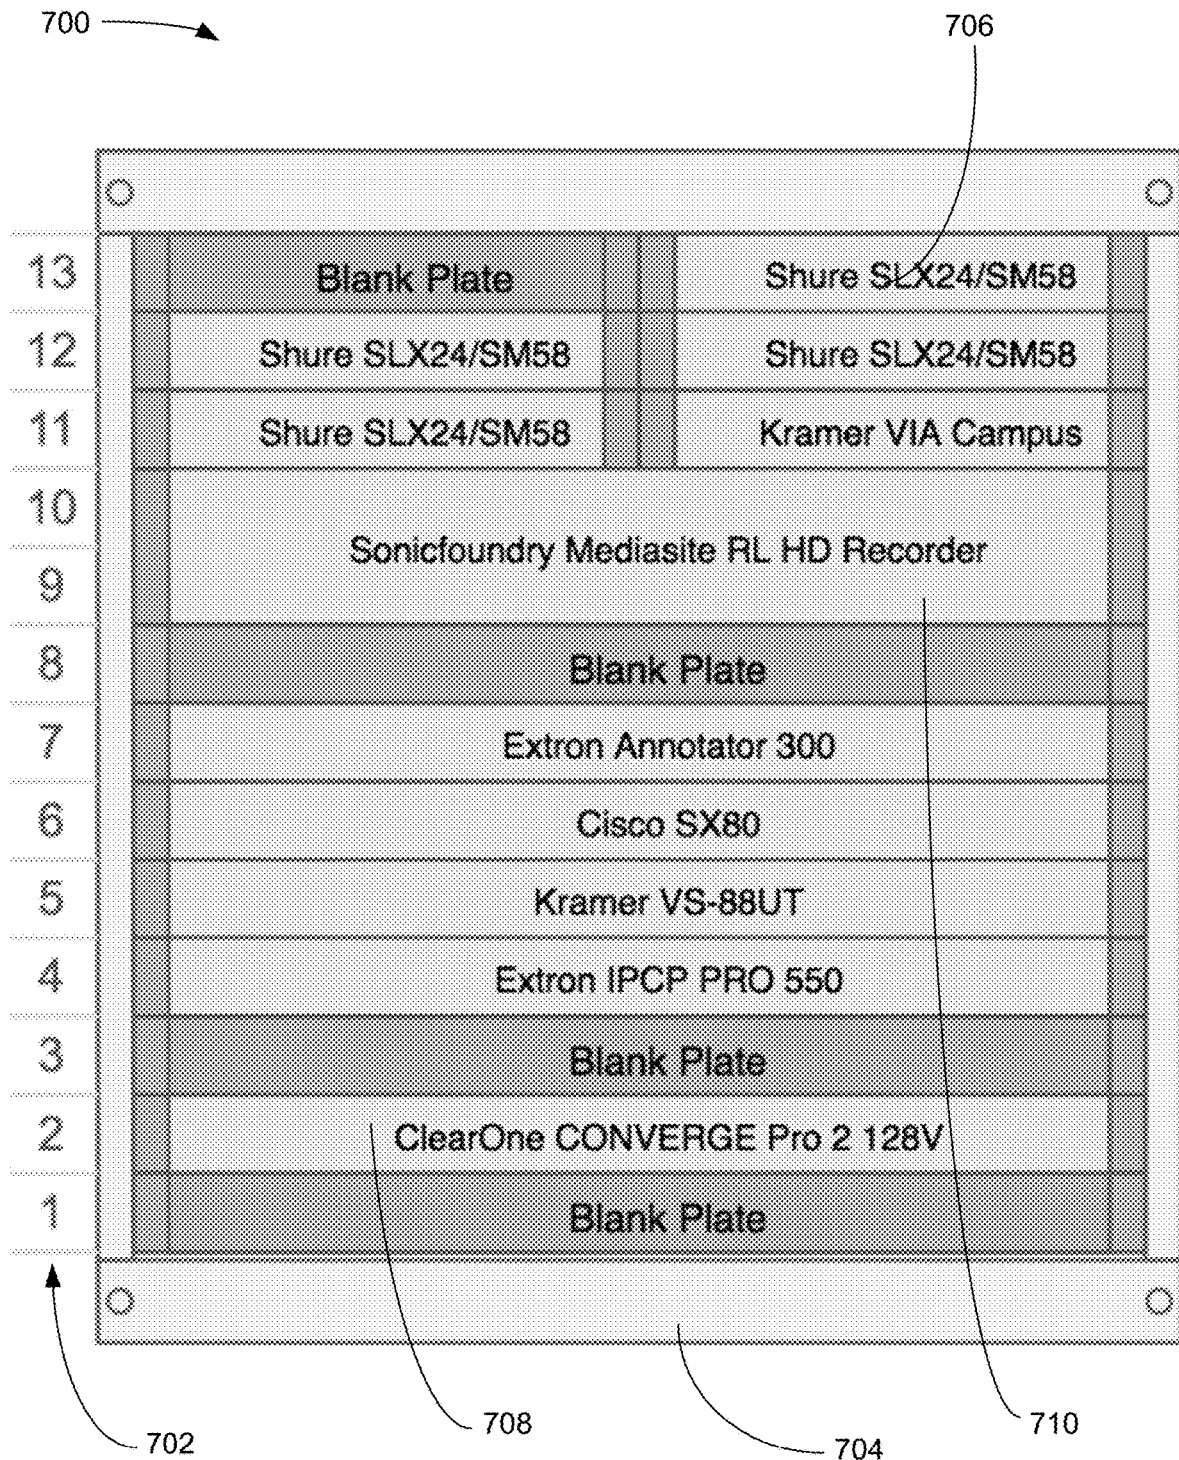 700
706
13 Blank Plate Shure SLX24/SM58
12 Shure SLX24/SM58 Shure SLX24/SM58
11 Shure SLX24/SM58 Kramer VIA Campus
10
Sonicfoundry Mediasite RL HD Recorder
9
8 Blank Plate
7 Extron Annotator 300
6 Cisco SX80
5 Kramer VS-88UT
4 Extron IPCP PRO 550
3 Blank Plate
2 ClearOne CONVERGE Pro 2 128V
1 Blank Plate
702
708
704
710